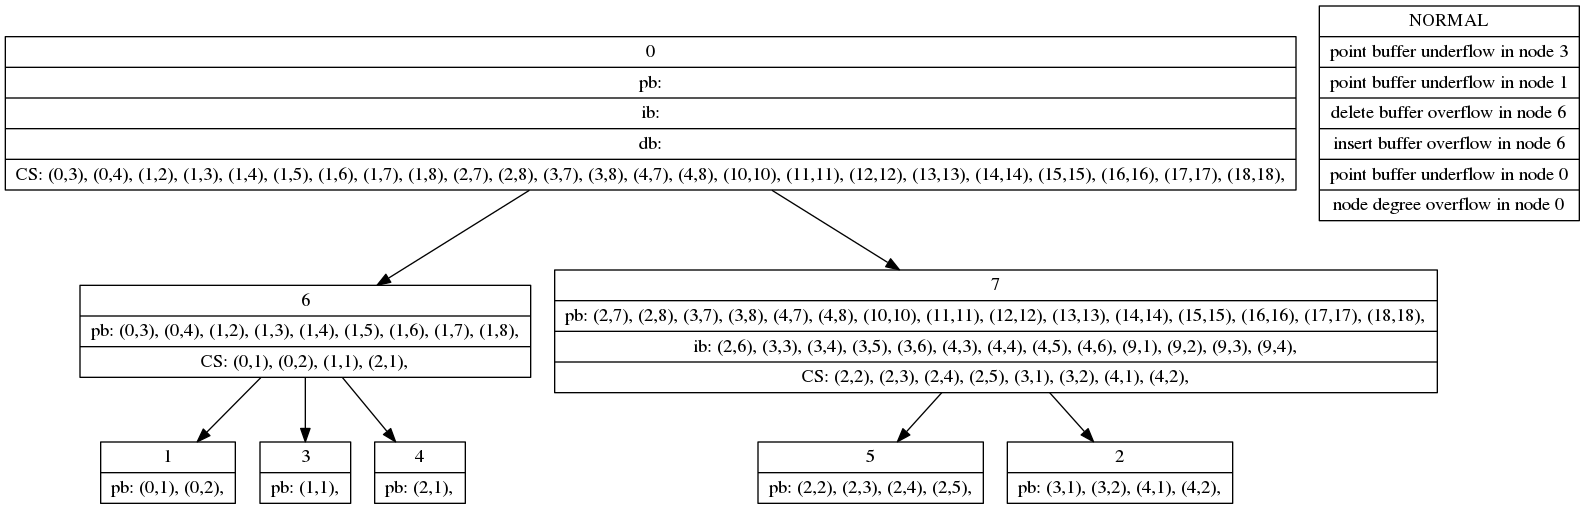 0
pb:
ib:
db:
CS: (0,3), (0,4), (1,2), (1,3), (1,4), (1,5), (1,6), (1,7), (1,8), (2,7), (2,8), (3,7), (3,8), (4,7), (4,8), (10,10), (11,11), (12,12), (13,13), (14,14), (15,15), (16,16), (17,17), (18,18),
NORMAL
point buffer underflow in node 3
point buffer underflow in node 1
delete buffer overflow in node 6
insert buffer overflow in node 6
point buffer underflow in node 0
node degree overflow in node 0
6
pb: (0,3), (0,4), (1,2), (1,3), (1,4), (1,5), (1,6), (1,7), (1,8),
CS: (0,1), (0,2), (1,1), (2,1),
7
pb: (2,7), (2,8), (3,7), (3,8), (4,7), (4,8), (10,10), (11,11), (12,12), (13,13), (14,14), (15,15), (16,16), (17,17), (18,18),
ib: (2,6), (3,3), (3,4), (3,5), (3,6), (4,3), (4,4), (4,5), (4,6), (9,1), (9,2), (9,3), (9,4),
CS: (2,2), (2,3), (2,4), (2,5), (3,1), (3,2), (4,1), (4,2),
1
pb: (0,1), (0,2),
3
pb: (1,1),
4
pb: (2,1),
5
pb: (2,2), (2,3), (2,4), (2,5),
2
pb: (3,1), (3,2), (4,1), (4,2),